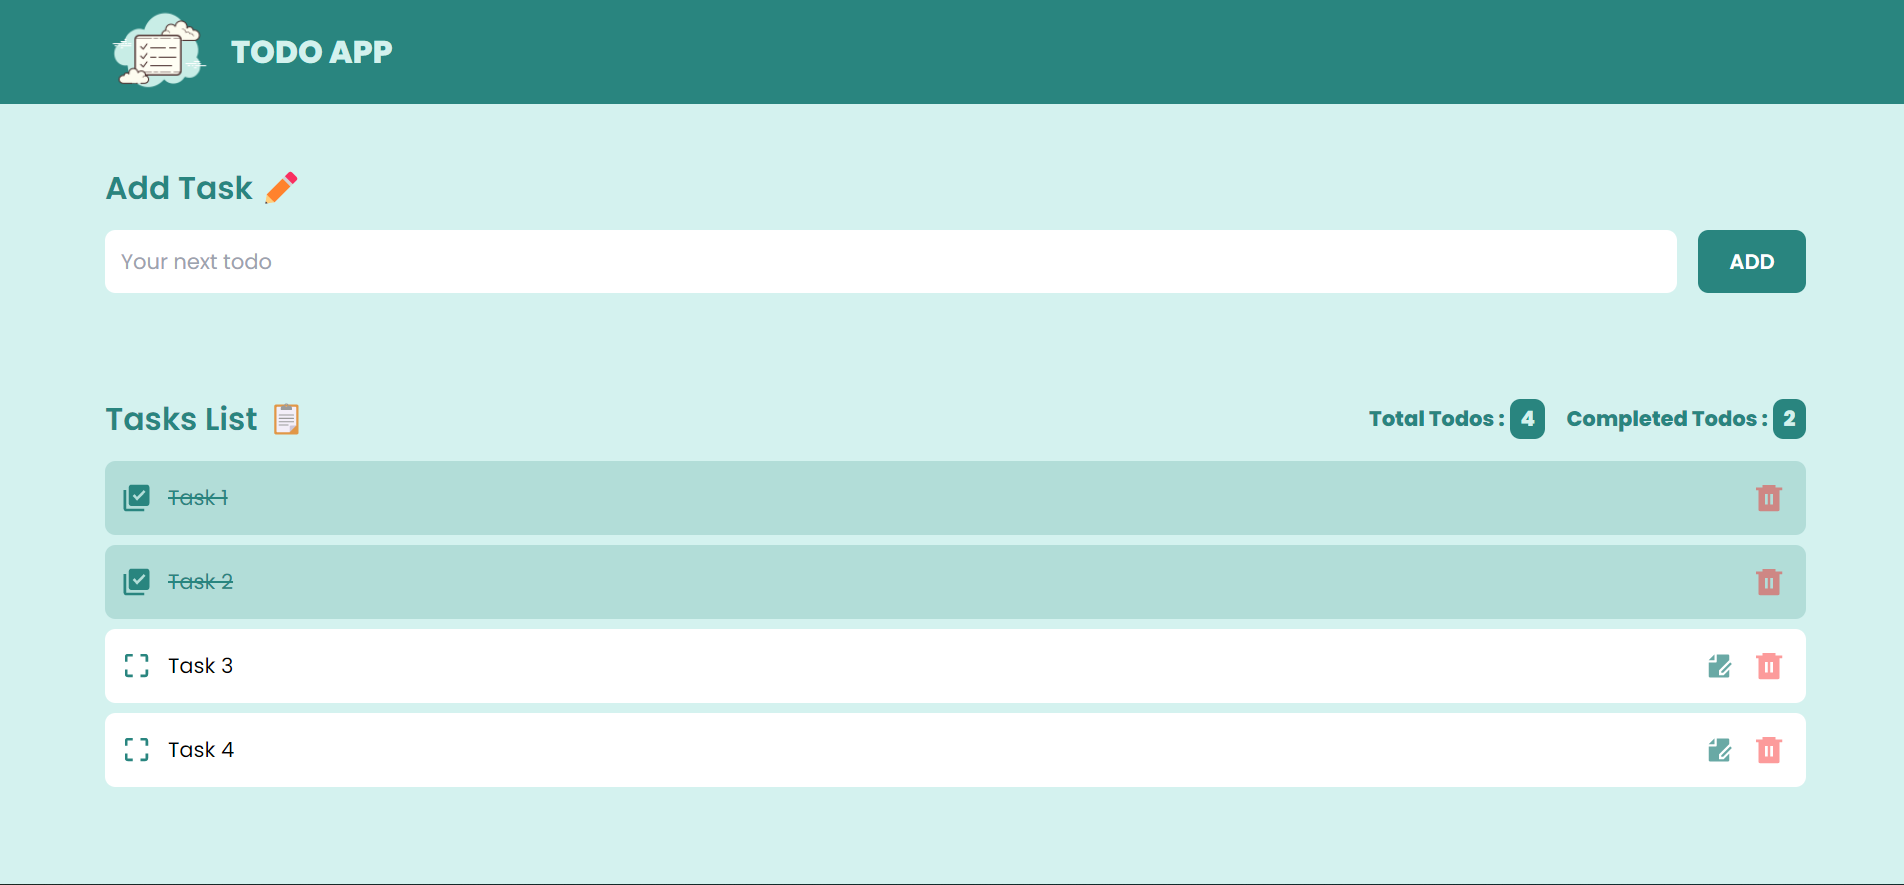 TODO APP
Add Task
Your next todo
ADD
Tasks List
Total Todos : 4 Completed Todos : 2
Task 1
Task 2
Task 3
Task 4